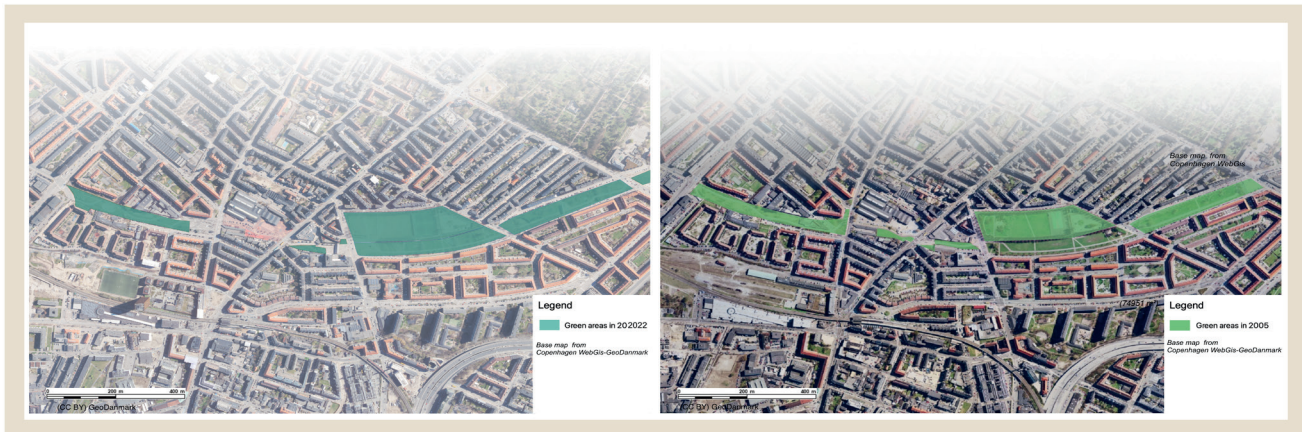 Legend
Green areas in 202022
Base map from
Copenhagen WebGis-GeoDanmark
0 200 m 400 m
(CC BY) GeoDanmark
Base map, from
Copenhagen WebGis
(74951 m
Legend
Green areas in 2005
Base map from
Copenhagen WebGis-GeoDanmark
0 200 m 400 m
(CC BY) GeoDanmark